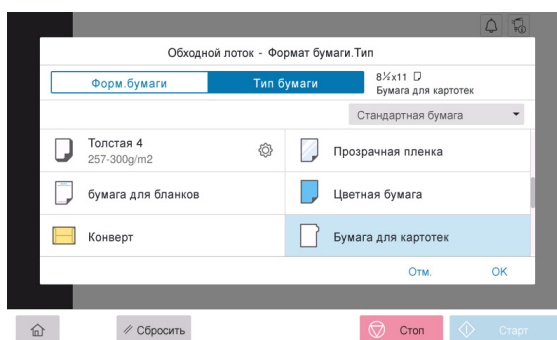 Обходной лоток - Формат бумаги.Тип
Форм.бумаги
Тип бумаги
8½x11
Бумага для картотек
Стандартная бумага
Толстая 4
257-300g/m2
Прозрачная пленка
бумага для бланков
Цветная бумага
Конверт
Бумага для картотек
Отм.
OK
Сбросить
Стоп
Старт